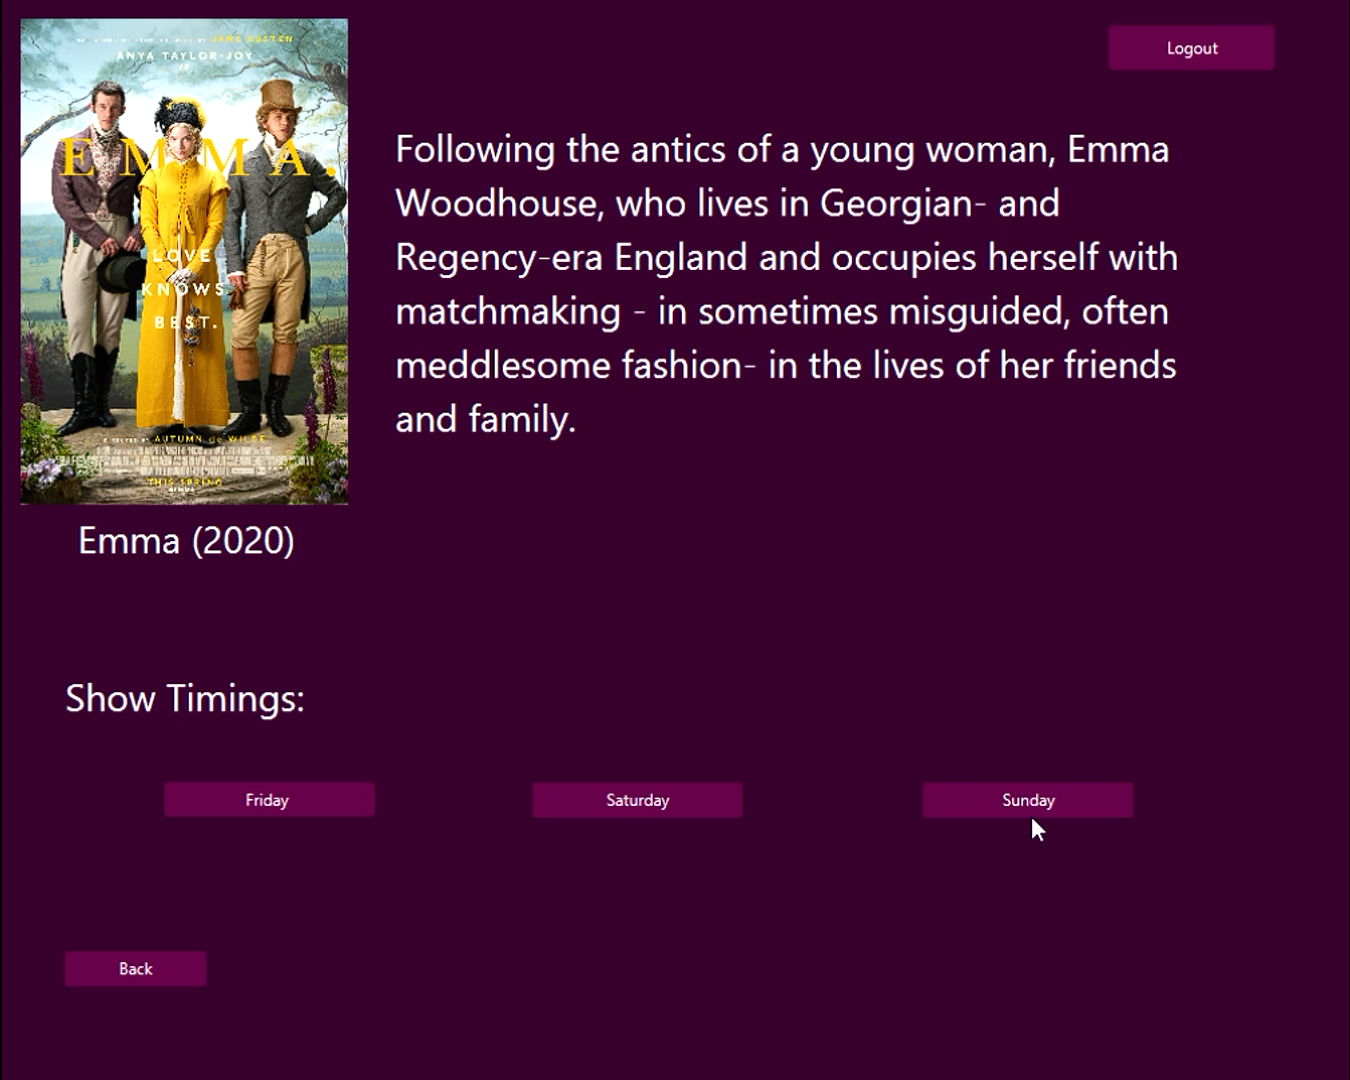 JANE AUSTEN
ANYA TAYLOR-JOY
EMMA.
LOVE
KNOWS
BEST.
DIRECTED BY AUTUMN de WILDE
THIS SPRING
Emma (2020)
Logout
Following the antics of a young woman, Emma
Woodhouse, who lives in Georgian- and
Regency-era England and occupies herself with
matchmaking - in sometimes misguided, often
meddlesome fashion- in the lives of her friends
and family.
Show Timings:
Friday
Saturday
Sunday
Back